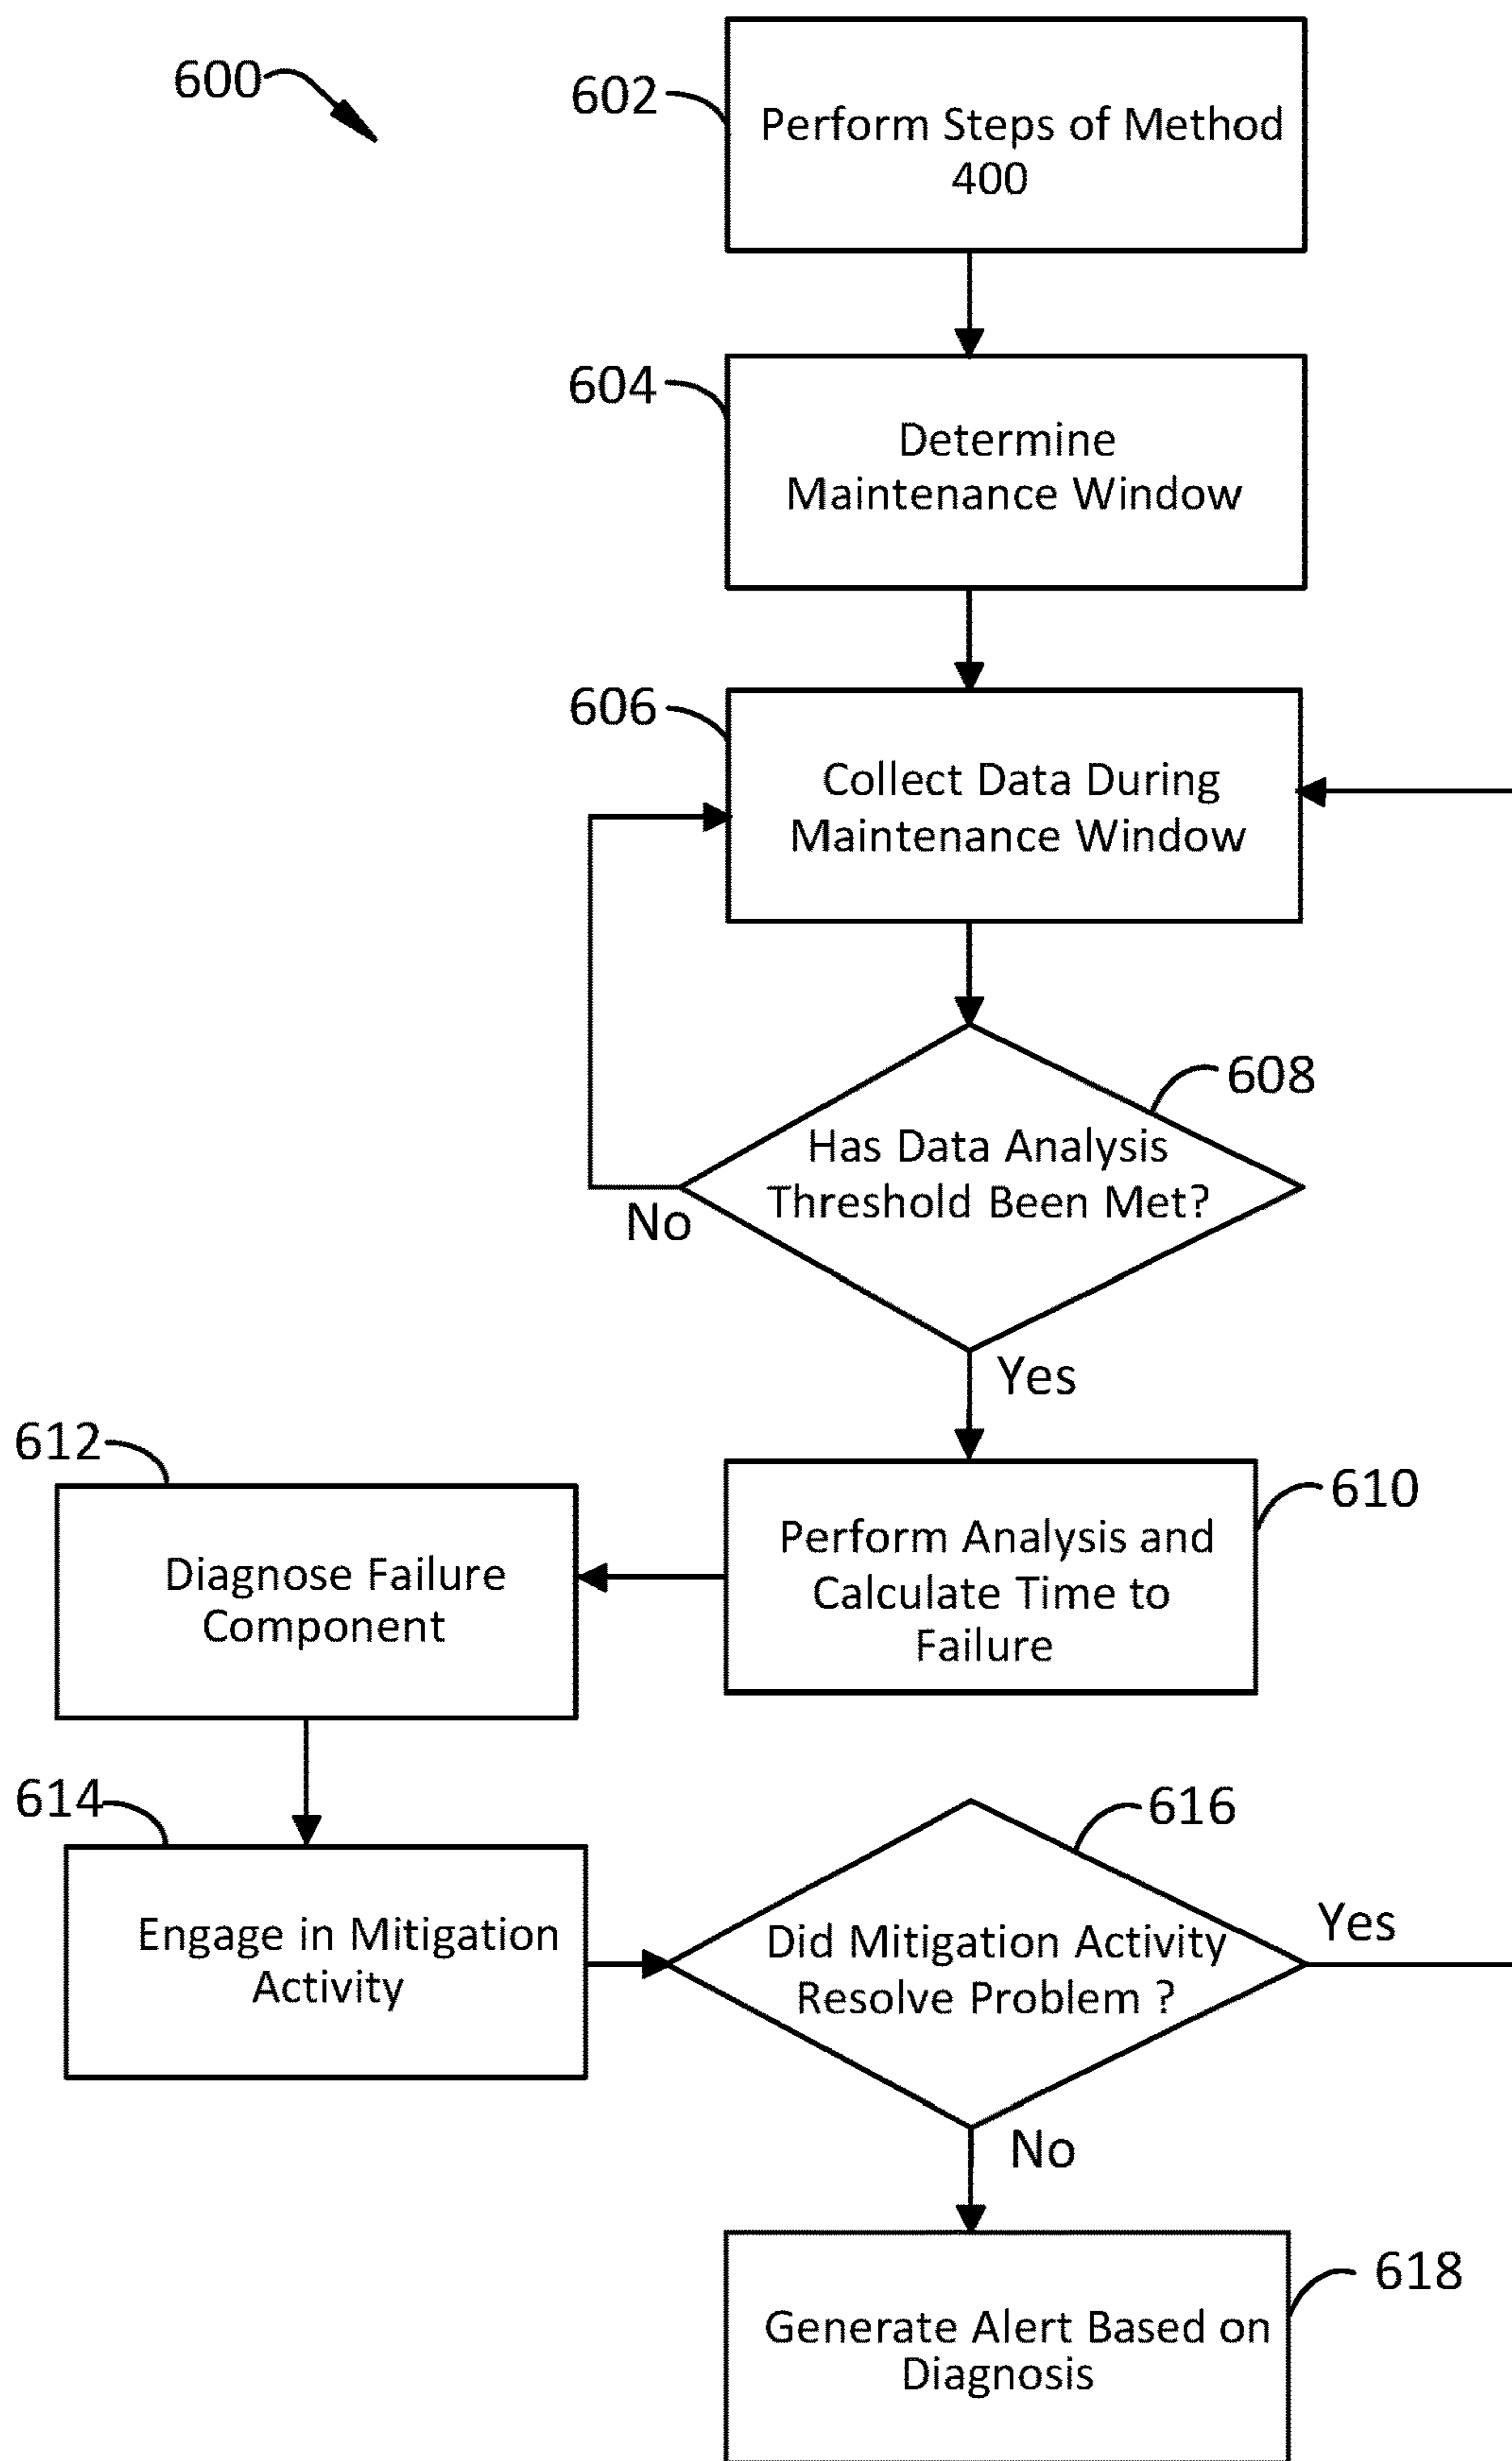 600
602
Perform Steps of Method
400
604
Determine
Maintenance Window
606
Collect Data During
Maintenance Window
608
Has Data Analysis
Threshold Been Met?
No
Yes
610
Perform Analysis and
Calculate Time to
Failure
612
Diagnose Failure
Component
614
Engage in Mitigation
Activity
616
Did Mitigation Activity
Resolve Problem ?
Yes
No
618
Generate Alert Based on
Diagnosis